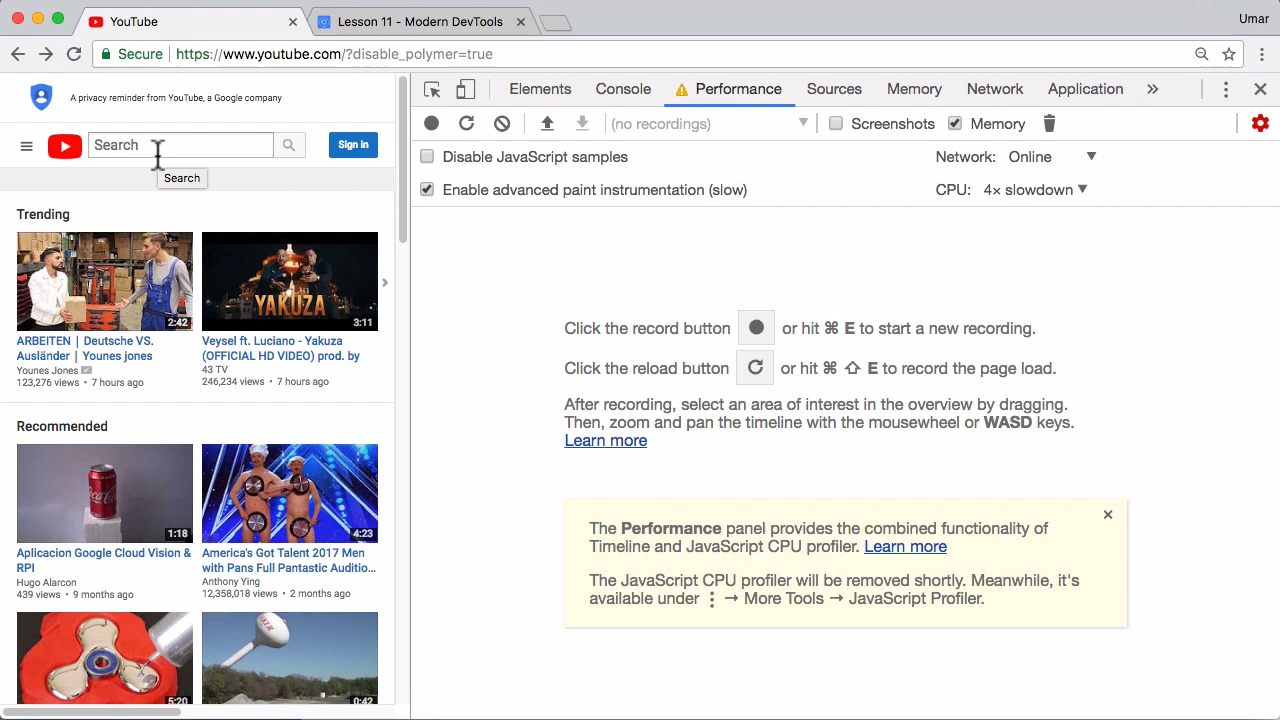 YouTube
Lesson 11 - Modern DevTools
Umar
Secure
https://www.youtube.com/?disable_polymer=true
A privacy reminder from YouTube, a Google company
Search
Sign in
Search
Trending
2:42
YAKUZA
3:11
ARBEITEN | Deutsche VS.
Ausländer | Younes jones
Younes Jones
123,276 views • 7 hours ago
Veysel ft. Luciano - Yakuza
(OFFICIAL HD VIDEO) prod. by
43 TV
246,234 views • 7 hours ago
Recommended
Coca-Cola
1:18
4:23
Aplicacion Google Cloud Vision &
RPI
Hugo Alarcon
439 views • 9 months ago
America's Got Talent 2017 Men
with Pans Full Pantastic Auditio...
Anthony Ying
12,358,018 views • 2 months ago
5:20
0:42
Elements
Console
Performance
Sources
Memory
Network
Application
»
(no recordings)
Screenshots
Memory
Disable JavaScript samples
Network: Online
Enable advanced paint instrumentation (slow)
CPU: 4× slowdown
Click the record button
or hit ⌘ E to start a new recording.
Click the reload button
or hit ⌘ ⇧ E to record the page load.
After recording, select an area of interest in the overview by dragging.
Then, zoom and pan the timeline with the mousewheel or WASD keys.
Learn more
The Performance panel provides the combined functionality of
Timeline and JavaScript CPU profiler. Learn more
The JavaScript CPU profiler will be removed shortly. Meanwhile, it's
available under ⋮ → More Tools → JavaScript Profiler.